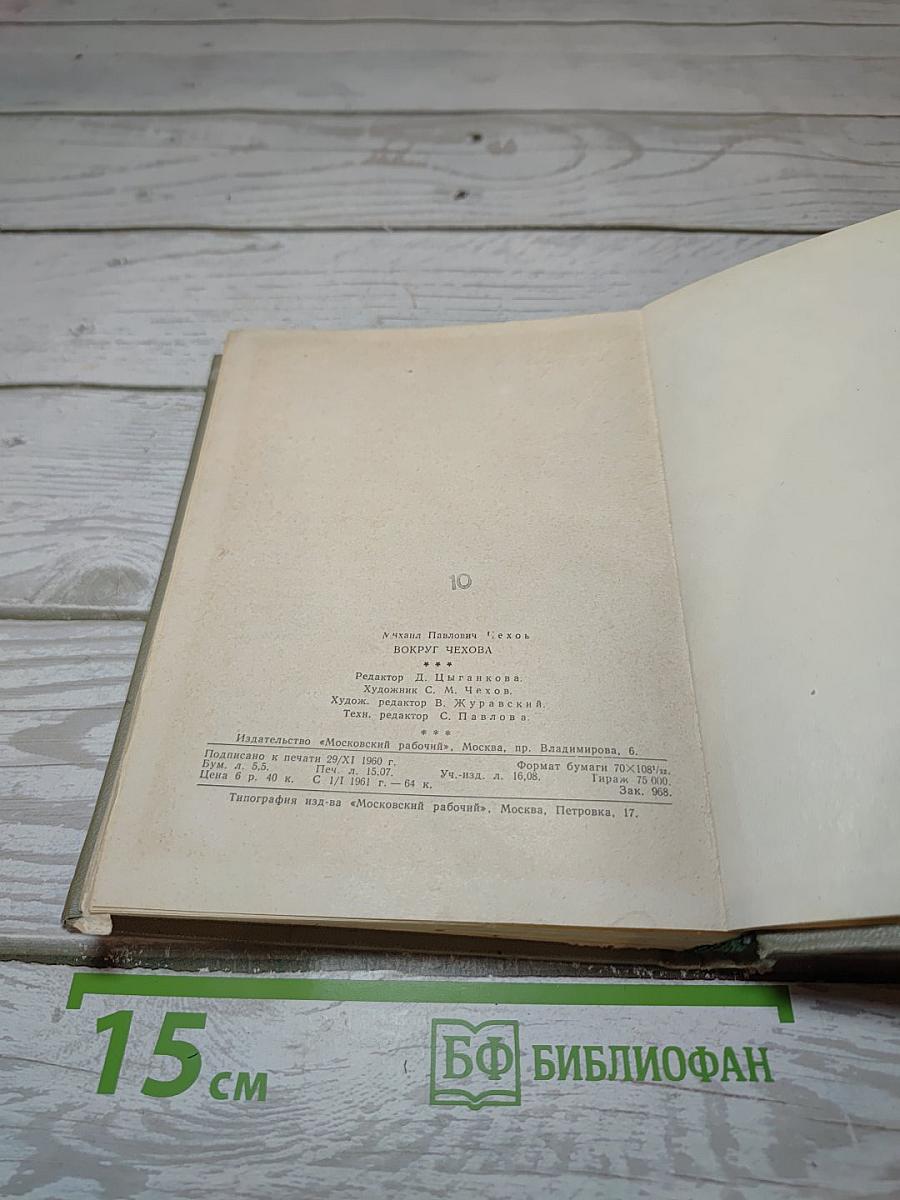 10
Михаил Павлович Чехов
ВОКРУГ ЧЕХОВА
* * *
Редактор Д. Цыганкова.
Художник С. М. Чехов.
Худож. редактор В. Журавский.
Техн. редактор С. Павлова.
* * *
Издательство «Московский рабочий», Москва, пр. Владимирова, 6.
Подписано к печати 29/XI 1960 г. Формат бумаги 70×108¹/₃₂.
Бум. л. 5,5. Печ. л. 15,07. Уч.-изд. л. 16,08. Тираж 75 000.
Цена 6 р. 40 к. С 1/I 1961 г. — 64 к. Зак. 968.
Типография изд-ва «Московский рабочий», Москва, Петровка, 17.
15 см
БФ БИБЛИОФАН